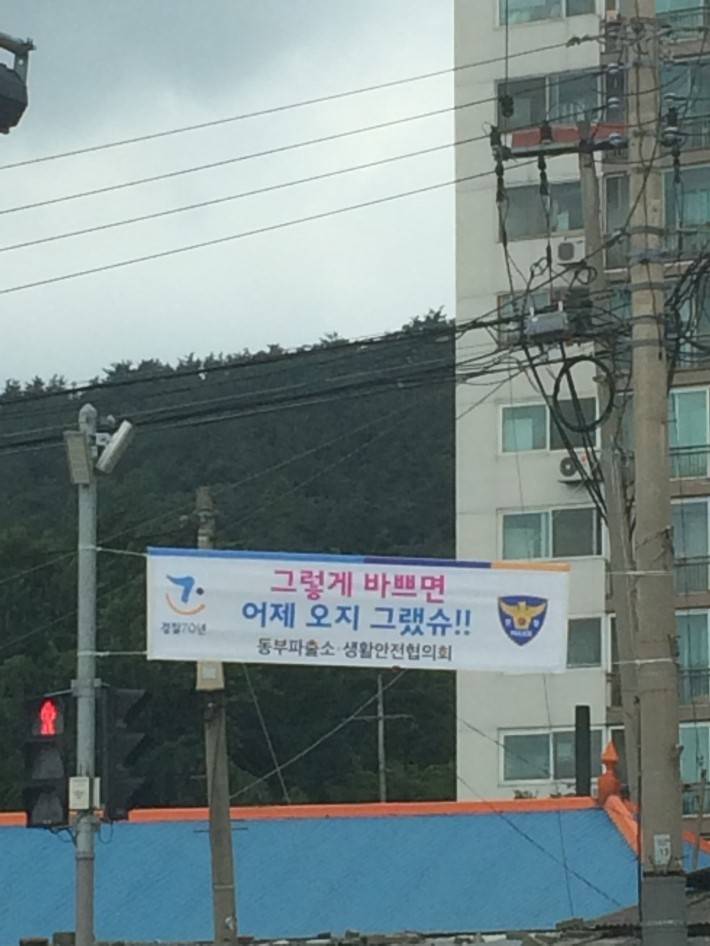 그렇게 바쁘면
어제 오지 그랬슈!!
경찰70년
동부파출소·생활안전협의회
POLICE